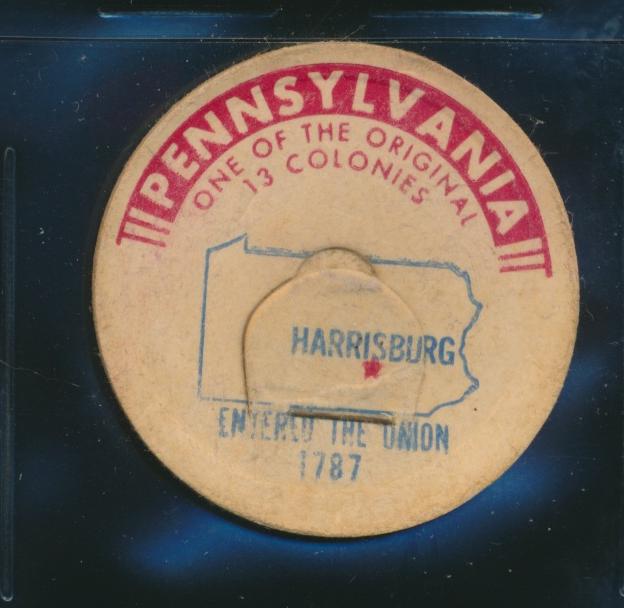 PENNSYLVANIA
ONE OF THE ORIGINAL
13 COLONIES
HARRISBURG
ENTERED THE UNION
1787